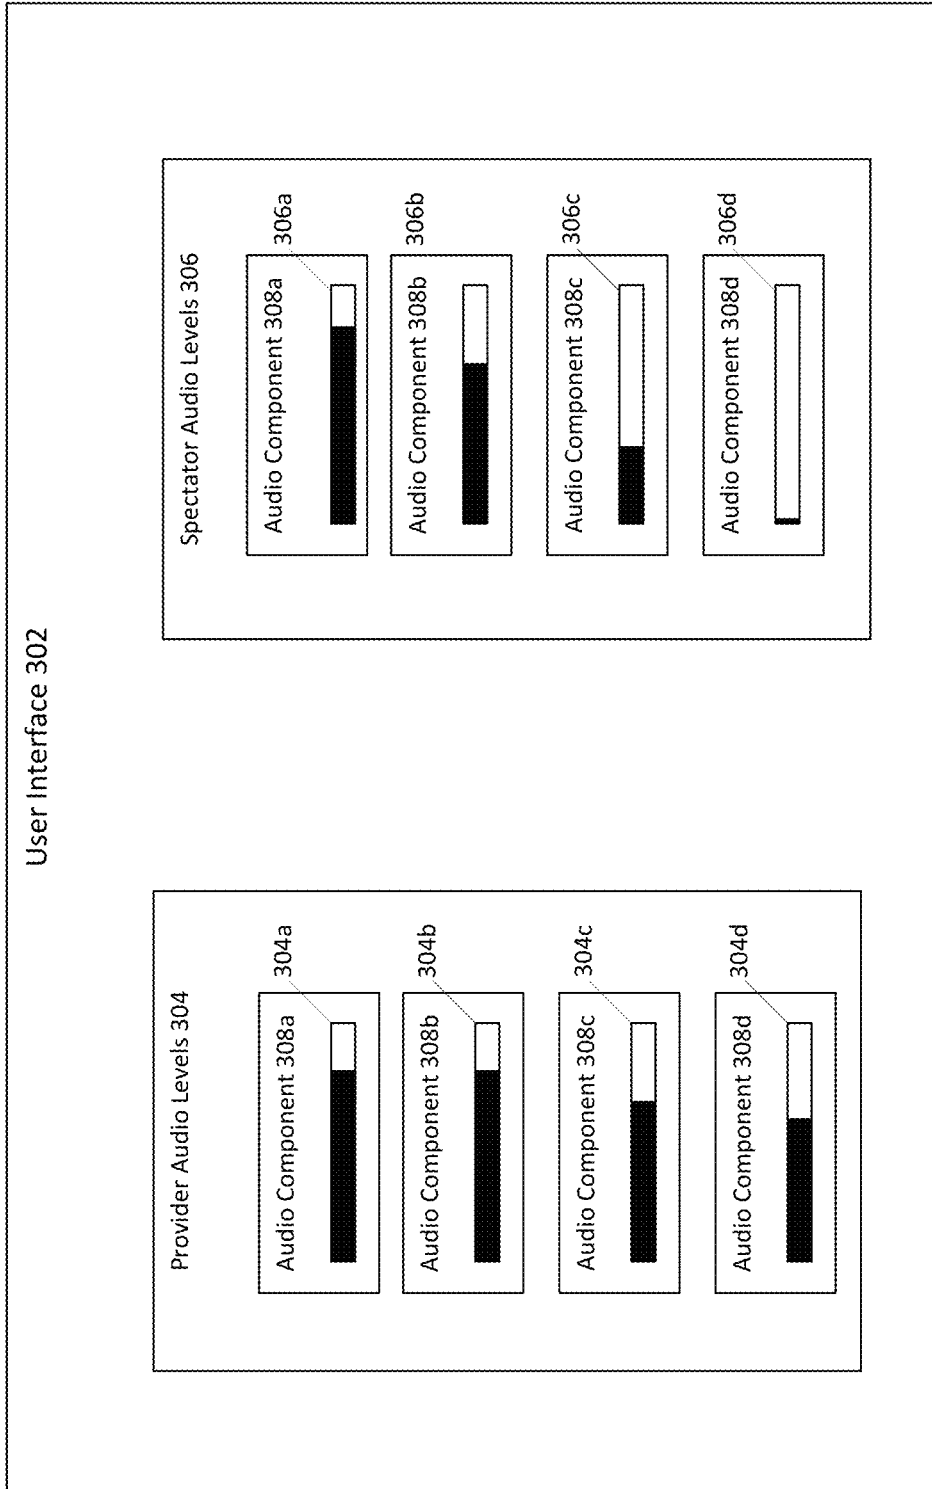 User Interface 302
Provider Audio Levels 304
Audio Component 308a
304a
Audio Component 308b
304b
Audio Component 308c
304c
Audio Component 308d
304d
Spectator Audio Levels 306
Audio Component 308a
306a
Audio Component 308b
306b
Audio Component 308c
306c
Audio Component 308d
306d